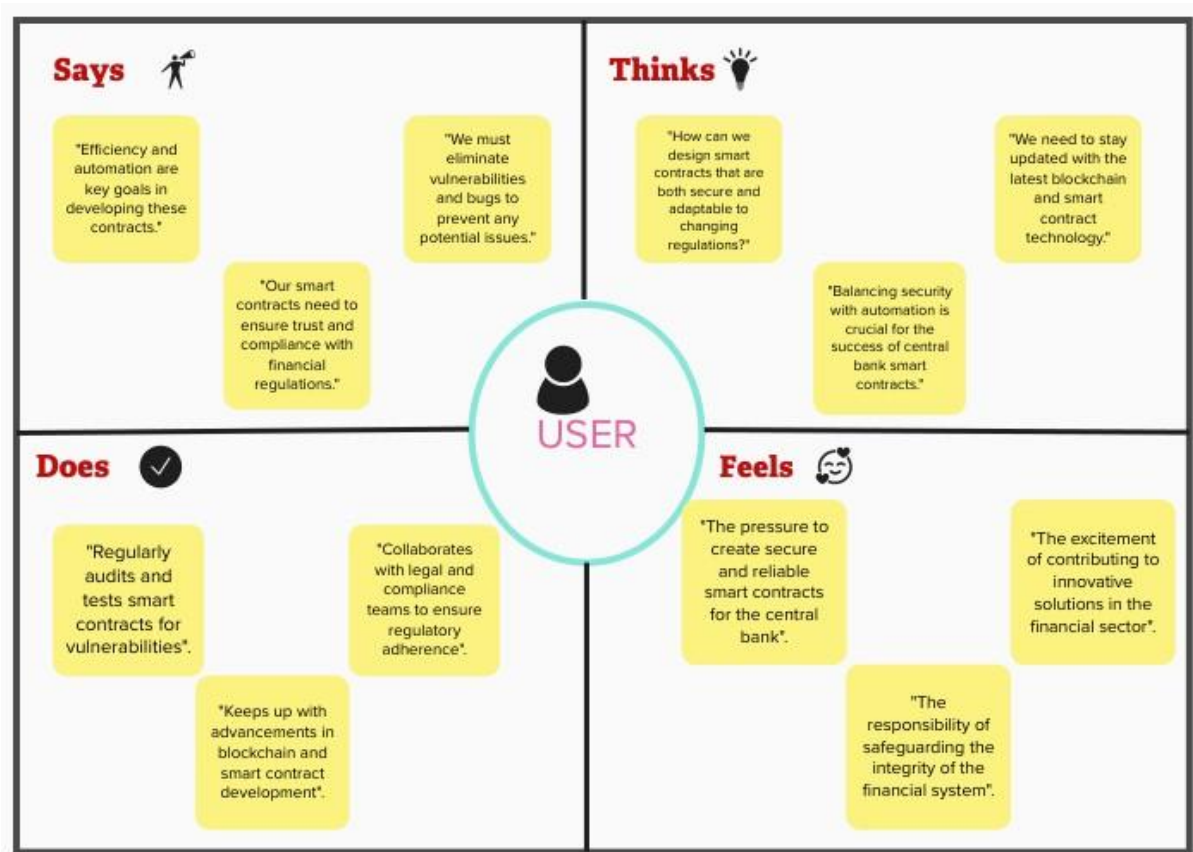 Says
"Efficiency and
automation are
key goals in
developing these
contracts."
"We must
eliminate
vulnerabilities
and bugs to
prevent any
potential issues."
"Our smart
contracts need to
ensure trust and
compliance with
financial
regulations."
Thinks
"How can we
design smart
contracts that are
both secure and
adaptable to
changing
regulations?"
"We need to stay
updated with the
latest blockchain
and smart
contract
technology."
"Balancing security
with automation is
crucial for the
success of central
bank smart
contracts."
USER
Does
"Regularly
audits and
tests smart
contracts for
vulnerabilities".
"Collaborates
with legal and
compliance
teams to ensure
regulatory
adherence".
"Keeps up with
advancements in
blockchain and
smart contract
development".
Feels
"The pressure to
create secure
and reliable
smart contracts
for the central
bank".
"The excitement
of contributing to
innovative
solutions in the
financial sector".
"The
responsibility of
safeguarding the
integrity of the
financial system".